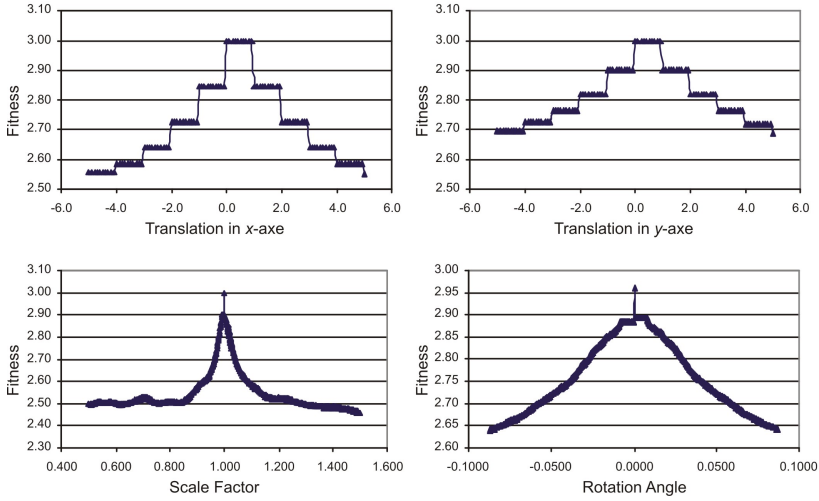 3.10
3.00
2.90
2.80
2.70
2.60
2.50
Fitness
-6.0 -4.0 -2.0 0.0 2.0 4.0 6.0
Translation in x-axe
3.10
3.00
2.90
2.80
2.70
2.60
2.50
Fitness
-6.0 -4.0 -2.0 0.0 2.0 4.0 6.0
Translation in y-axe
3.10
3.00
2.90
2.80
2.70
2.60
2.50
2.40
2.30
Fitness
0.400 0.600 0.800 1.000 1.200 1.400 1.600
Scale Factor
3.00
2.95
2.90
2.85
2.80
2.75
2.70
2.65
2.60
Fitness
-0.1000 -0.0500 0.0000 0.0500 0.1000
Rotation Angle